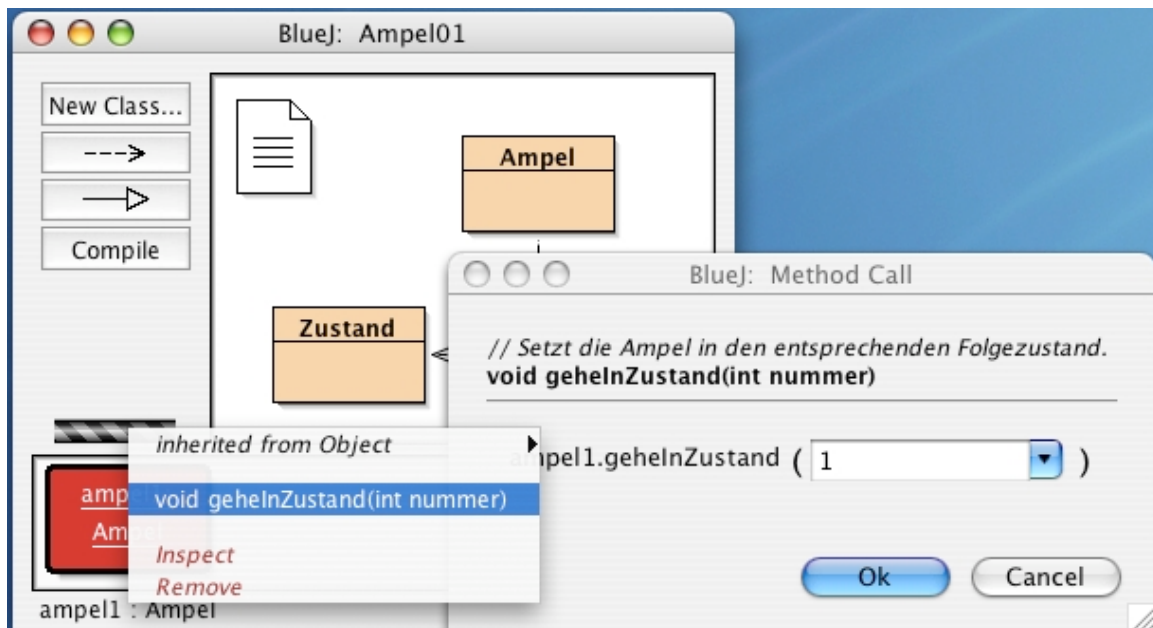 BlueJ: Ampel01
New Class...
Compile
Ampel
Zustand
BlueJ: Method Call
// Setzt die Ampel in den entsprechenden Folgezustand.
void geheInZustand(int nummer)
ampel1.geheInZustand ( 1 )
Ok
Cancel
inherited from Object
void geheInZustand(int nummer)
Inspect
Remove
ampel1 : Ampel